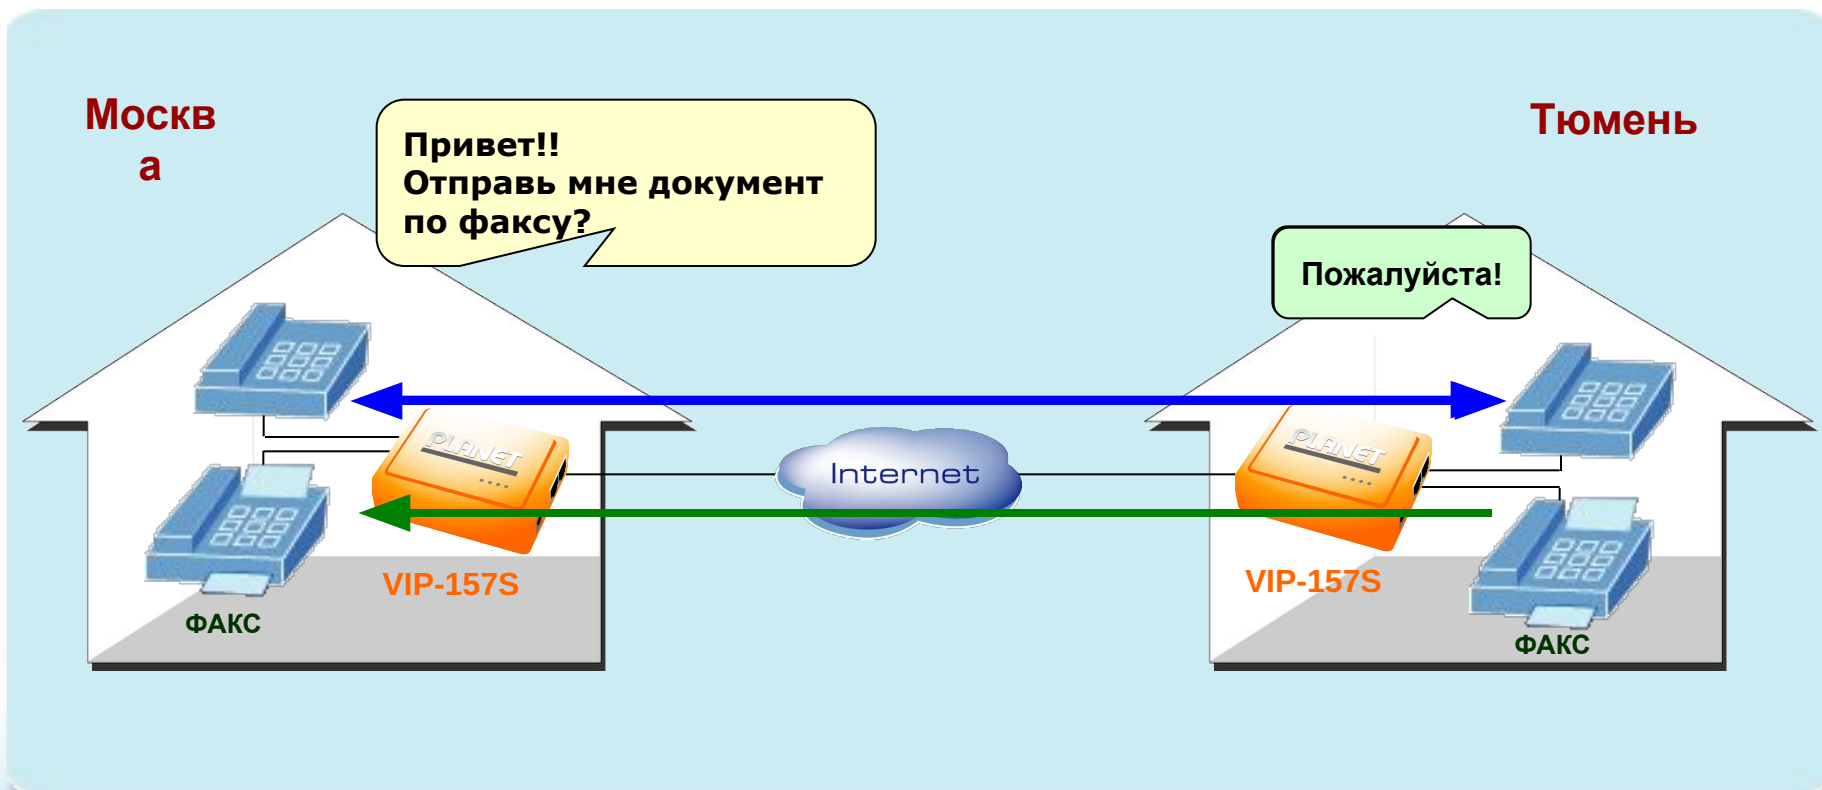 Москв
а
Тюмень
Привет!!
Отправь мне документ
по факсу?
Пожалуйста!
PLANET
PLANET
Internet
VIP-157S
VIP-157S
ФАКС
ФАКС